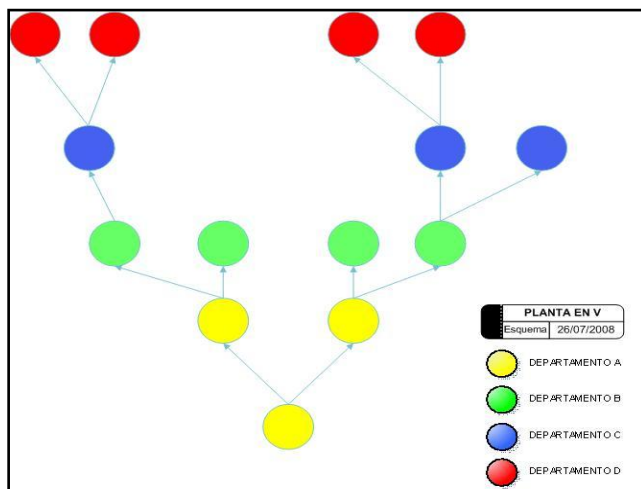 PLANTA EN V
Esquema 26/07/2008
DEPARTAMENTO A
DEPARTAMENTO B
DEPARTAMENTO C
DEPARTAMENTO D